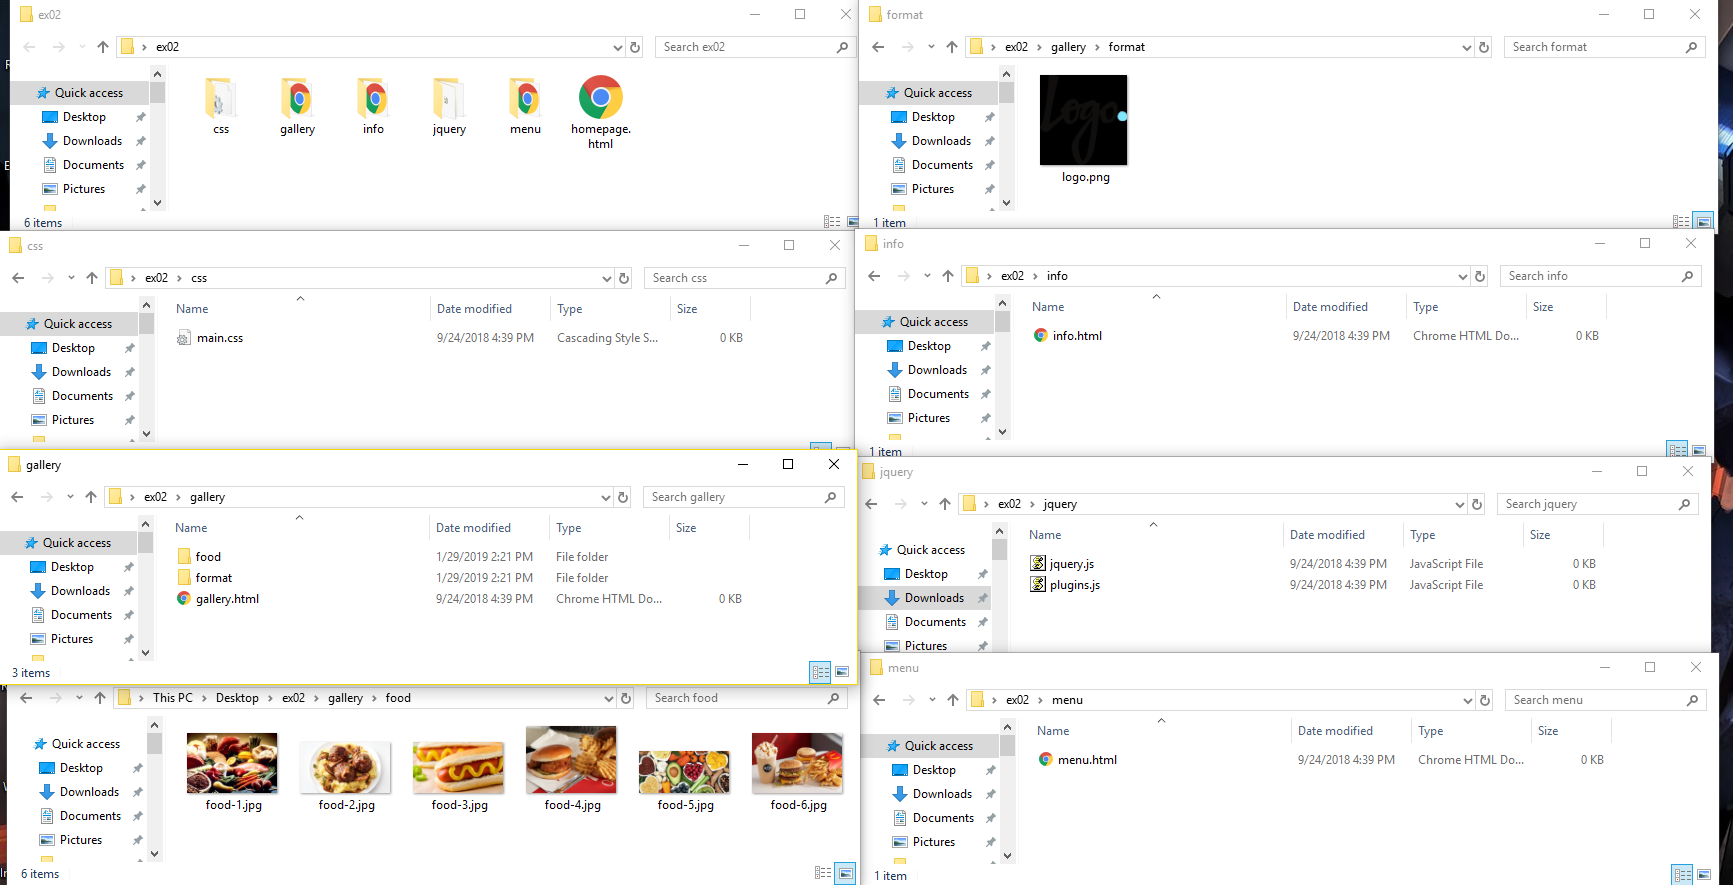 ex02
ex02
Search ex02
Quick access
Desktop
Downloads
Documents
Pictures
css
gallery
info
jquery
menu
homepage.
html
6 items
format
ex02 gallery format
Search format
Quick access
Desktop
Downloads
Documents
Pictures
logo.png
1 item
css
ex02 css
Search css
Quick access
Desktop
Downloads
Documents
Pictures
Name Date modified Type Size
main.css 9/24/2018 4:39 PM Cascading Style S... 0 KB
info
ex02 info
Search info
Quick access
Desktop
Downloads
Documents
Pictures
Name Date modified Type Size
info.html 9/24/2018 4:39 PM Chrome HTML Do... 0 KB
1 item
gallery
ex02 gallery
Search gallery
Quick access
Desktop
Downloads
Documents
Pictures
Name Date modified Type Size
food 1/29/2019 2:21 PM File folder
format 1/29/2019 2:21 PM File folder
gallery.html 9/24/2018 4:39 PM Chrome HTML Do... 0 KB
3 items
jquery
ex02 jquery
Search jquery
Quick access
Desktop
Downloads
Documents
Pictures
Name Date modified Type Size
jquery.js 9/24/2018 4:39 PM JavaScript File 0 KB
plugins.js 9/24/2018 4:39 PM JavaScript File 0 KB
This PC Desktop ex02 gallery food
Search food
Quick access
Desktop
Downloads
Documents
Pictures
food-1.jpg
food-2.jpg
food-3.jpg
food-4.jpg
food-5.jpg
food-6.jpg
6 items
menu
ex02 menu
Search menu
Quick access
Desktop
Downloads
Documents
Pictures
Name Date modified Type Size
menu.html 9/24/2018 4:39 PM Chrome HTML Do... 0 KB
1 item